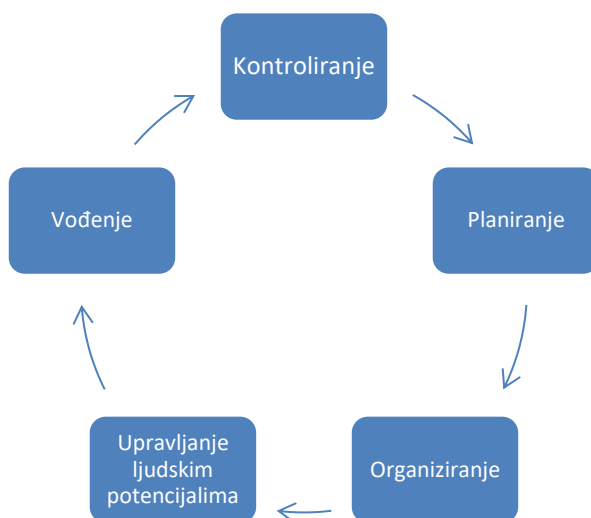 Kontroliranje
Planiranje
Organiziranje
Upravljanje
ljudskim
potencijalima
Vođenje